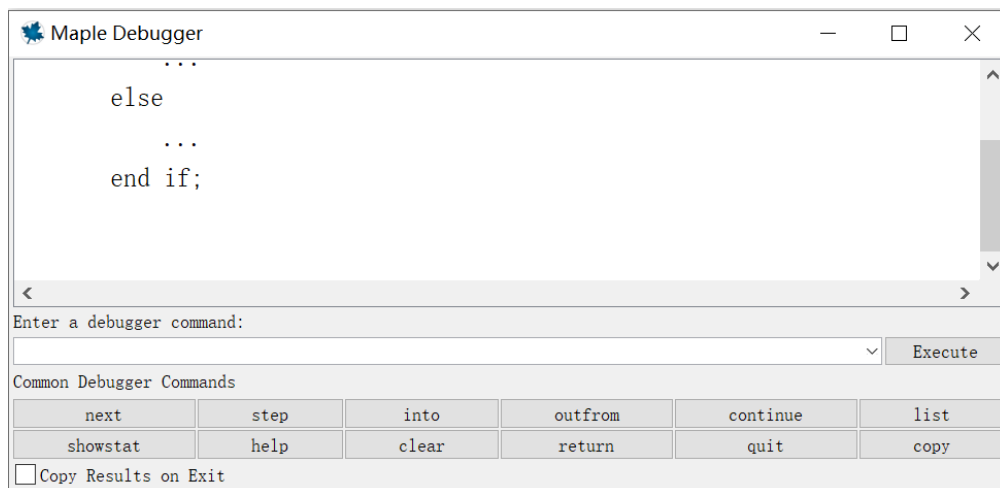 Maple Debugger
...
else
...
end if;
Enter a debugger command:
Execute
Common Debugger Commands
next step into outfrom continue list
showstat help clear return quit copy
Copy Results on Exit